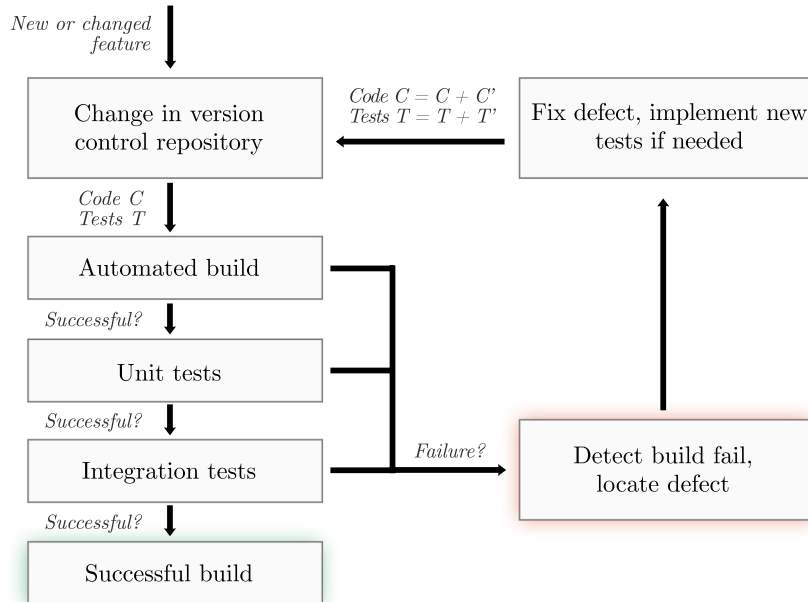 New or changed
feature
Change in version
control repository
Code C = C + C’
Tests T = T + T’
Fix defect, implement new
tests if needed
Code C
Tests T
Automated build
Successful?
Unit tests
Successful?
Integration tests
Failure?
Detect build fail,
locate defect
Successful?
Successful build